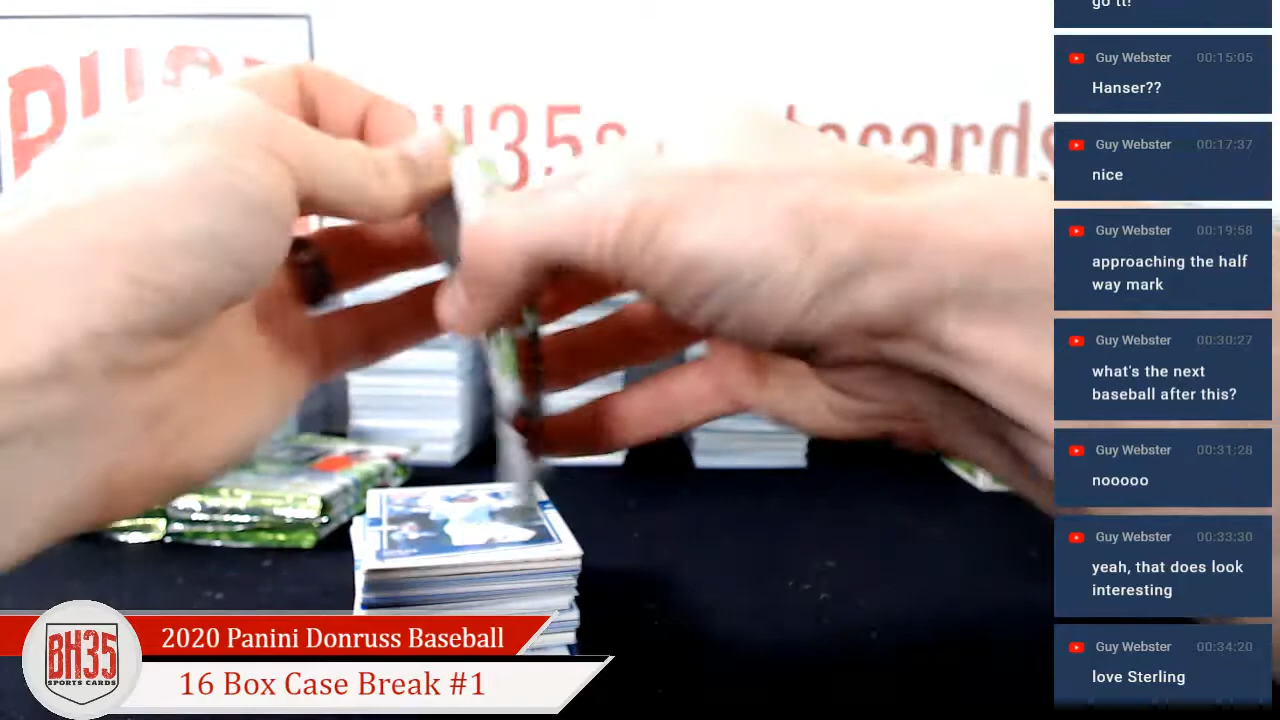 go tt!
Guy Webster 00:15:05
Hanser??
Guy Webster 00:17:37
nice
Guy Webster 00:19:58
approaching the half
way mark
Guy Webster 00:30:27
what's the next
baseball after this?
Guy Webster 00:31:28
nooooo
Guy Webster 00:33:30
yeah, that does look
interesting
Guy Webster 00:34:20
love Sterling
BH35
SPORTS CARDS
2020 Panini Donruss Baseball
16 Box Case Break #1